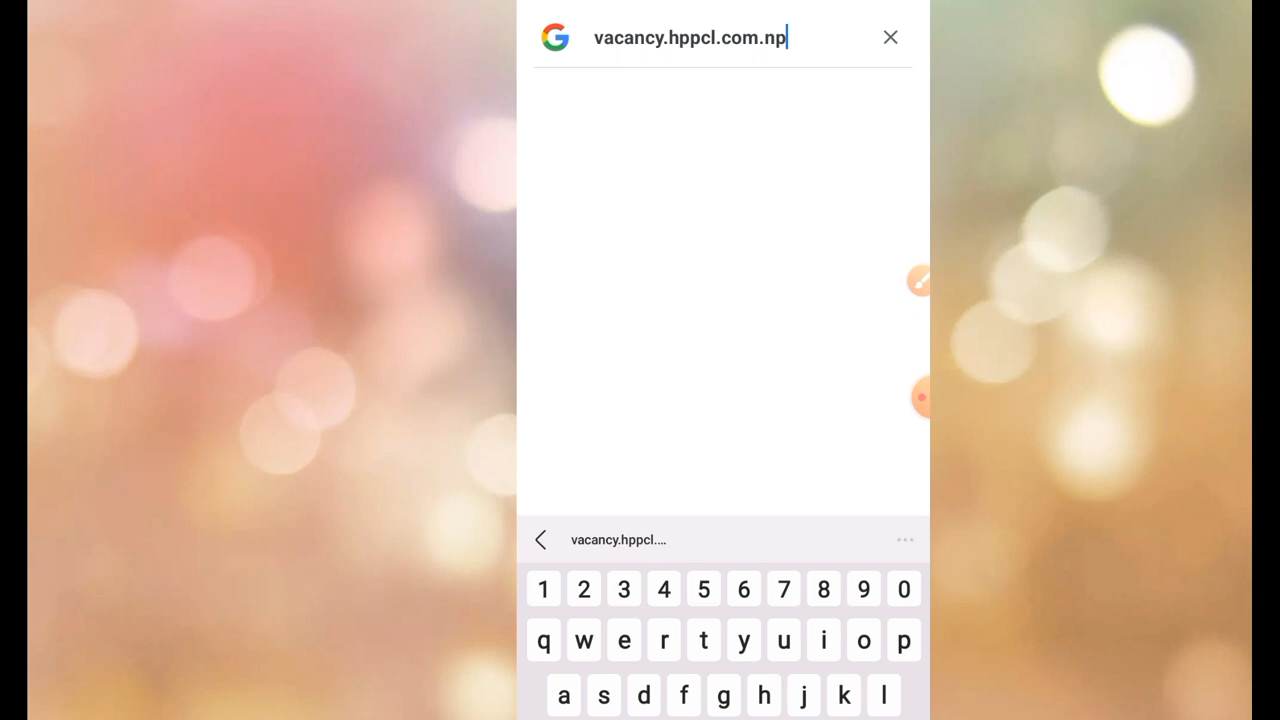 vacancy.hppcl.com.np
vacancy.hppcl....
1 2 3 4 5 6 7 8 9 0
q w e r t y u i o p
a s d f g h j k l